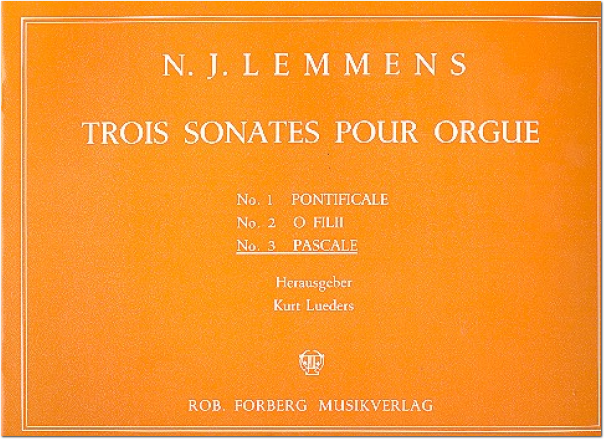 N. J. LEMMENS
TROIS SONATES POUR ORGUE
No. 1 PONTIFICALE
No. 2 O FILII
No. 3 PASCALE
Herausgeber
Kurt Lueders
ROB. FORBERG MUSIKVERLAG